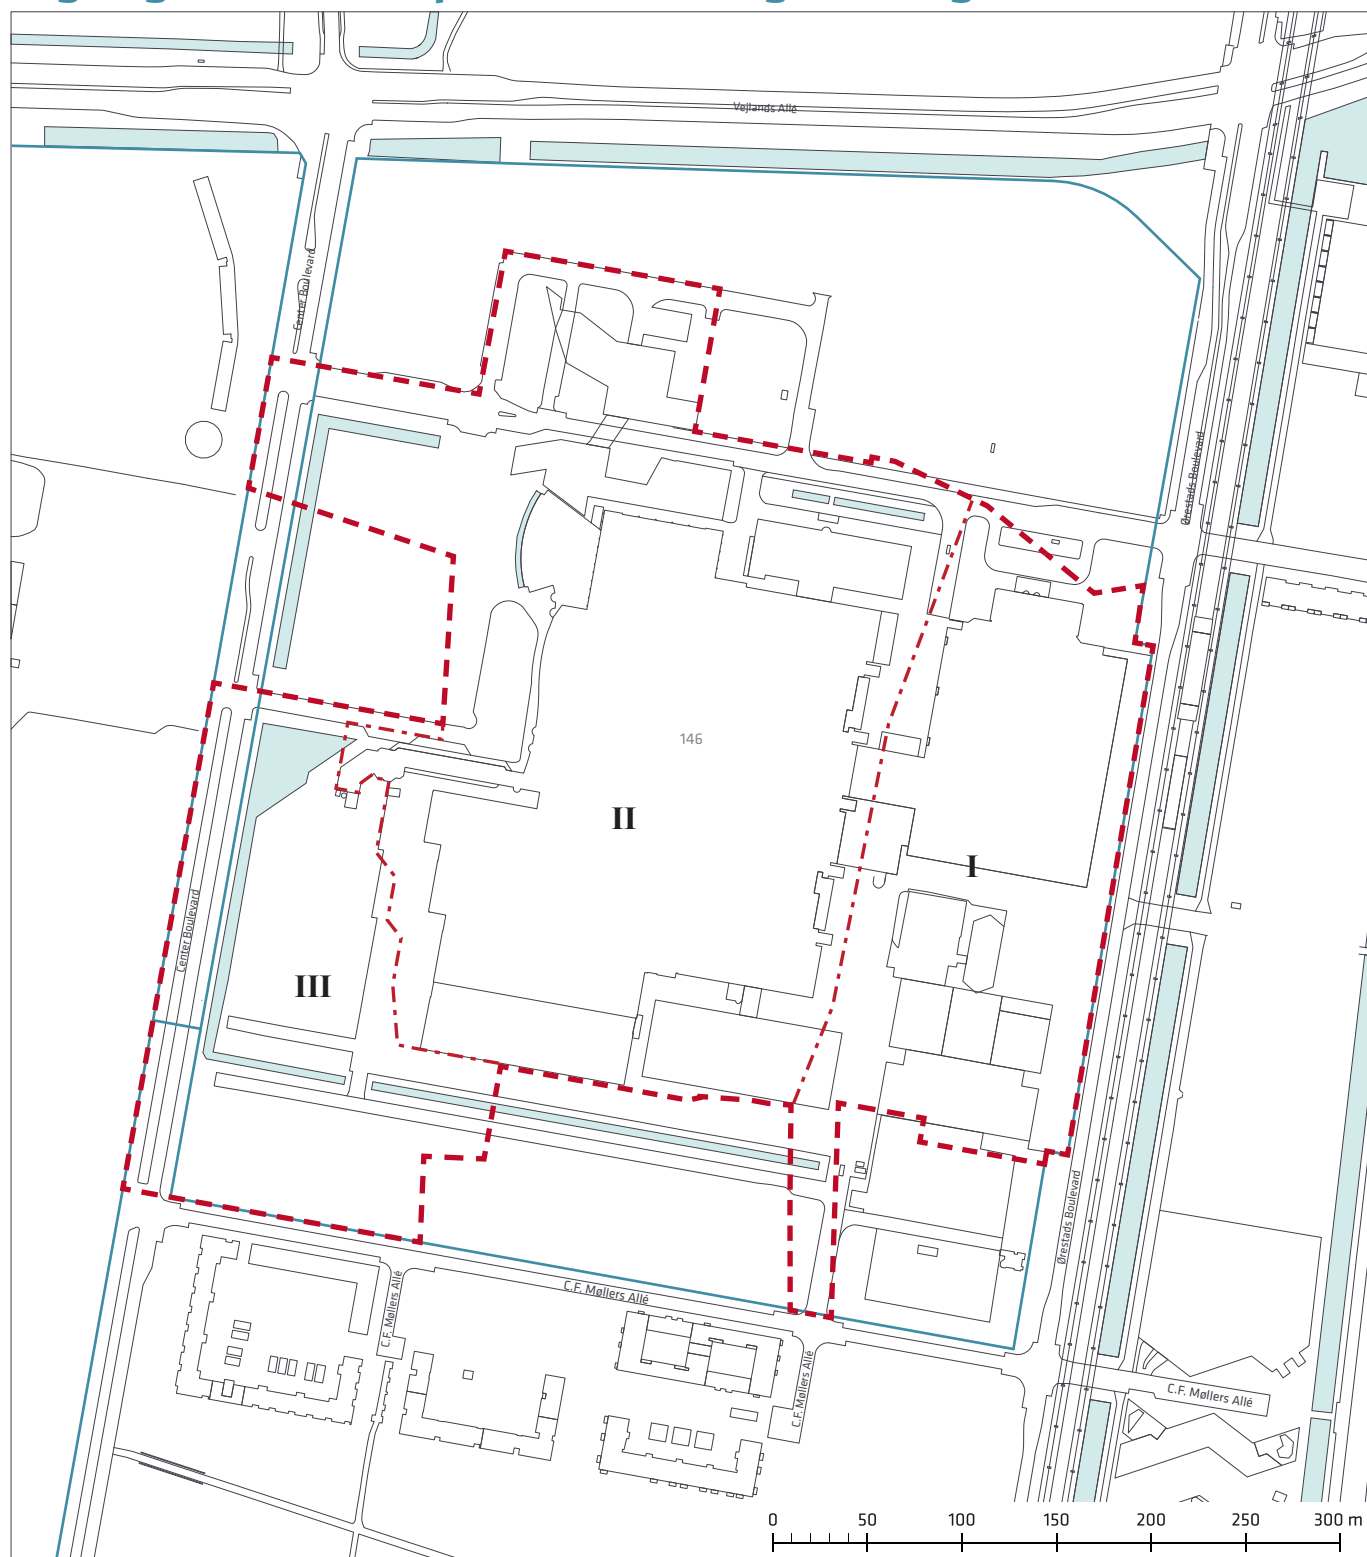 Vejlands Allé
Center Boulevard
Ørestads Boulevard
146
II
I
Center Boulevard
III
Ørestads Boulevard
C.F. Møllers Allé
C.F. Møllers Allé
C.F. Møllers Allé
C.F. Møllers Allé
0 50 100 150 200 250 300 m